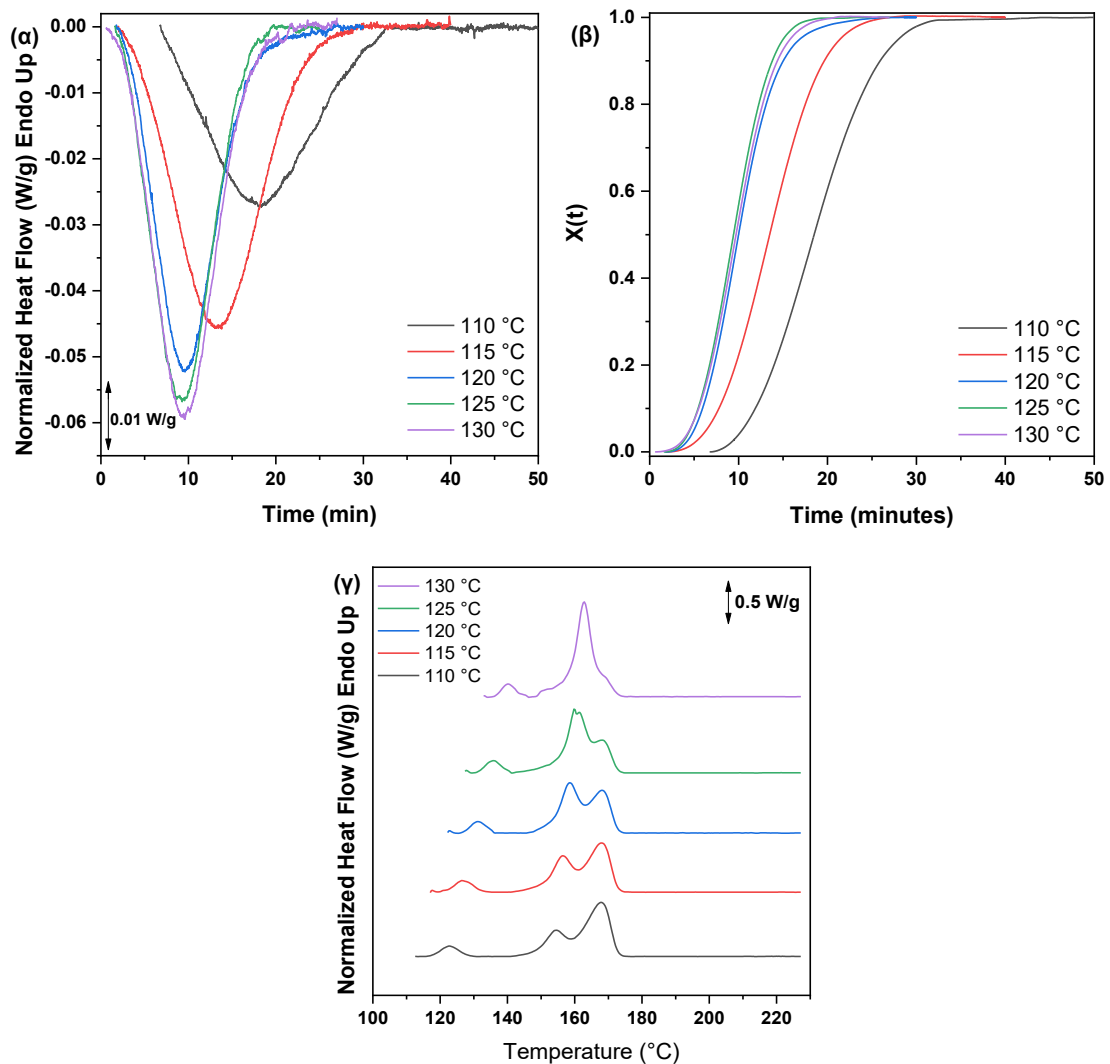 (α)
Normalized Heat Flow (W/g) Endo Up
0.00
-0.01
-0.02
-0.03
-0.04
-0.05
-0.06
0.01 W/g
110 °C
115 °C
120 °C
125 °C
130 °C
0 10 20 30 40 50
Time (min)
(β)
X(t)
1.0
0.8
0.6
0.4
0.2
0.0
110 °C
115 °C
120 °C
125 °C
130 °C
0 10 20 30 40 50
Time (minutes)
(γ)
Normalized Heat Flow (W/g) Endo Up
130 °C
125 °C
120 °C
115 °C
110 °C
0.5 W/g
100 120 140 160 180 200 220
Temperature (°C)